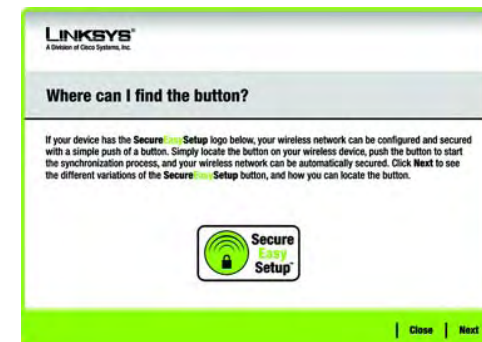 LINKSYS®
A Division of Cisco Systems, Inc.
Where can I find the button?
If your device has the SecureEasySetup logo below, your wireless network can be configured and secured
with a simple push of a button. Simply locate the button on your wireless device, push the button to start
the synchronization process, and your wireless network can be automatically secured. Click Next to see
the different variations of the SecureEasySetup button, and how you can locate the button.
Secure
Easy
Setup™
Close | Next